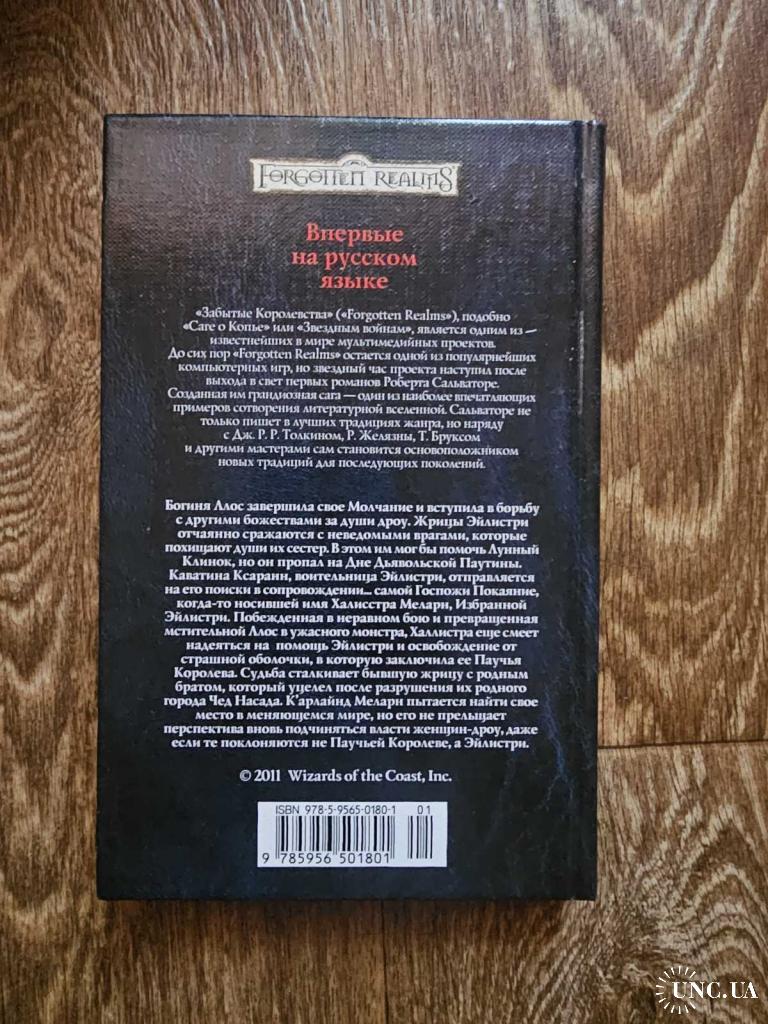 FORGOTTEN REALMS
Впервые
на русском
языке
«Забытые Королевства» («Forgotten Realms»), подобно
«Саге о Копье» или «Звездным войнам», является одним из —
известнейших в мире мультимедийных проектов.
До сих пор «Forgotten Realms» остается одной из популярнейших
компьютерных игр, но звездный час проекта наступил после
выхода в свет первых романов Роберта Сальваторе.
Созданная им грандиозная сага — один из наиболее впечатляющих
примеров сотворения литературной вселенной. Сальваторе не
только пишет в лучших традициях жанра, но наряду
с Дж. Р. Р. Толкином, Р. Желязны, Т. Бруксом
и другими мастерами сам становится основоположником
новых традиций для последующих поколений.
Богиня Ллос завершила свое Молчание и вступила в борьбу
с другими божествами за души дроу. Жрицы Эйлистри
отчаянно сражаются с неведомыми врагами, которые
похищают души их сестер. В этом им мог бы помочь Лунный
Клинок, но он пропал на Дне Дьявольской Паутины.
Каватина Ксаранн, воительница Эйлистри, отправляется
на его поиски в сопровождении... самой Госпожи Покаяние,
когда-то носившей имя Халисстра Меларн, Избранной
Эйлистри. Побежденная в неравном бою и превращенная
мстительной Ллос в ужасного монстра, Халлистра еще смеет
надеяться на помощь Эйлистри и освобождение от
страшной оболочки, в которую заключила ее Паучья
Королева. Судьба сталкивает бывшую жрицу с родным
братом, который уцелел после разрушения их родного
города Чед Насада. К'арлайнд Меларн пытается найти свое
место в меняющемся мире, но его не прельщает
перспектива вновь подчиняться власти женщин-дроу, даже
если те поклоняются не Паучьей Королеве, а Эйлистри.
© 2011 Wizards of the Coast, Inc.
ISBN 978-5-9565-0180-1 01
9 785956 501801
UNC.UA